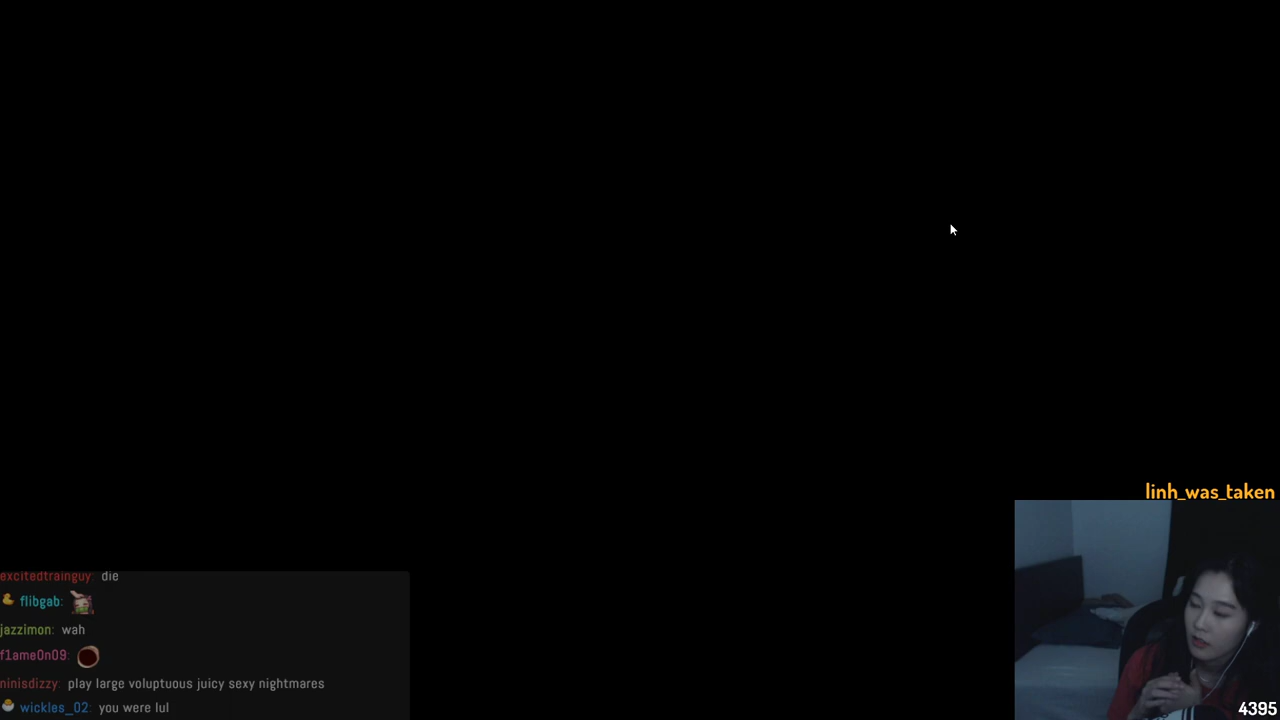 linh_was_taken
excitedtrainguy: die
flibgab:
jazzimon: wah
f1ame0n09:
ninisdizzy: play large voluptuous juicy sexy nightmares
wickles_02: you were lul
4395